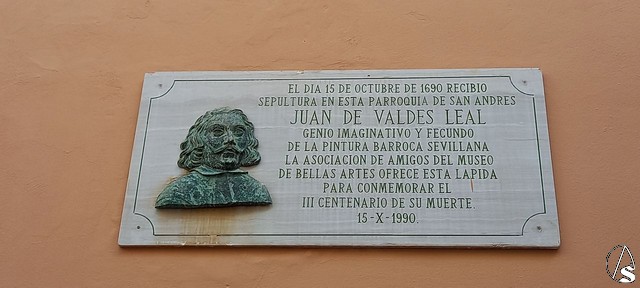 EL DIA 15 DE OCTUBRE DE 1690 RECIBIO
SEPULTURA EN ESTA PARROQUIA DE SAN ANDRES
JUAN DE VALDES LEAL
GENIO IMAGINATIVO Y FECUNDO
DE LA PINTURA BARROCA SEVILLANA
LA ASOCIACION DE AMIGOS DEL MUSEO
DE BELLAS ARTES OFRECE ESTA LAPIDA
PARA CONMEMORAR EL
III CENTENARIO DE SU MUERTE
15-X-1990.